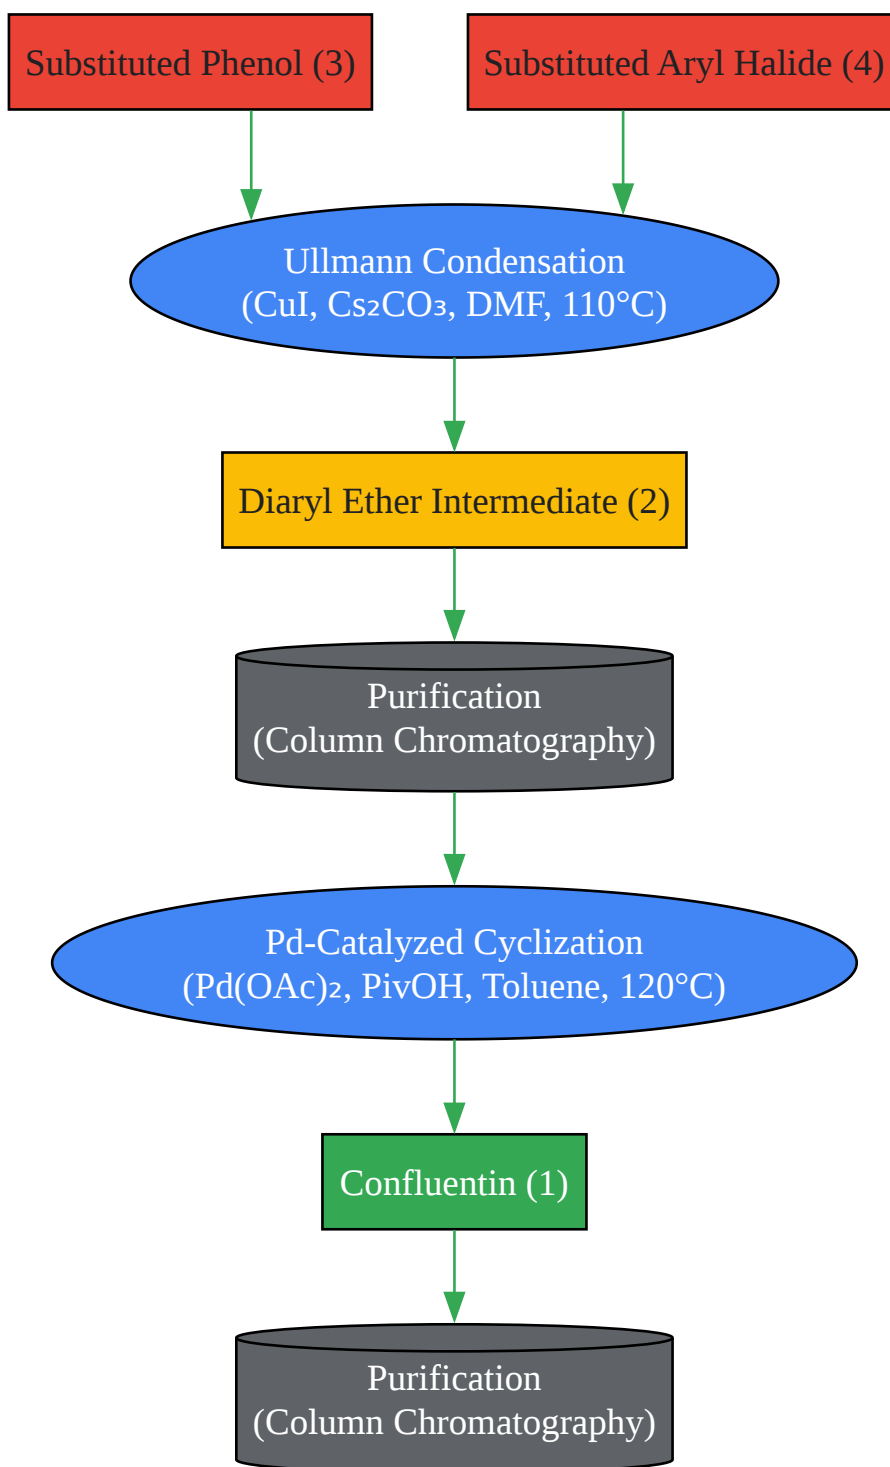 Substituted Phenol (3)
Substituted Aryl Halide (4)
Ullmann Condensation
(CuI, Cs₂CO₃, DMF, 110°C)
Diaryl Ether Intermediate (2)
Purification
(Column Chromatography)
Pd-Catalyzed Cyclization
(Pd(OAc)₂, PivOH, Toluene, 120°C)
Confluentin (1)
Purification
(Column Chromatography)